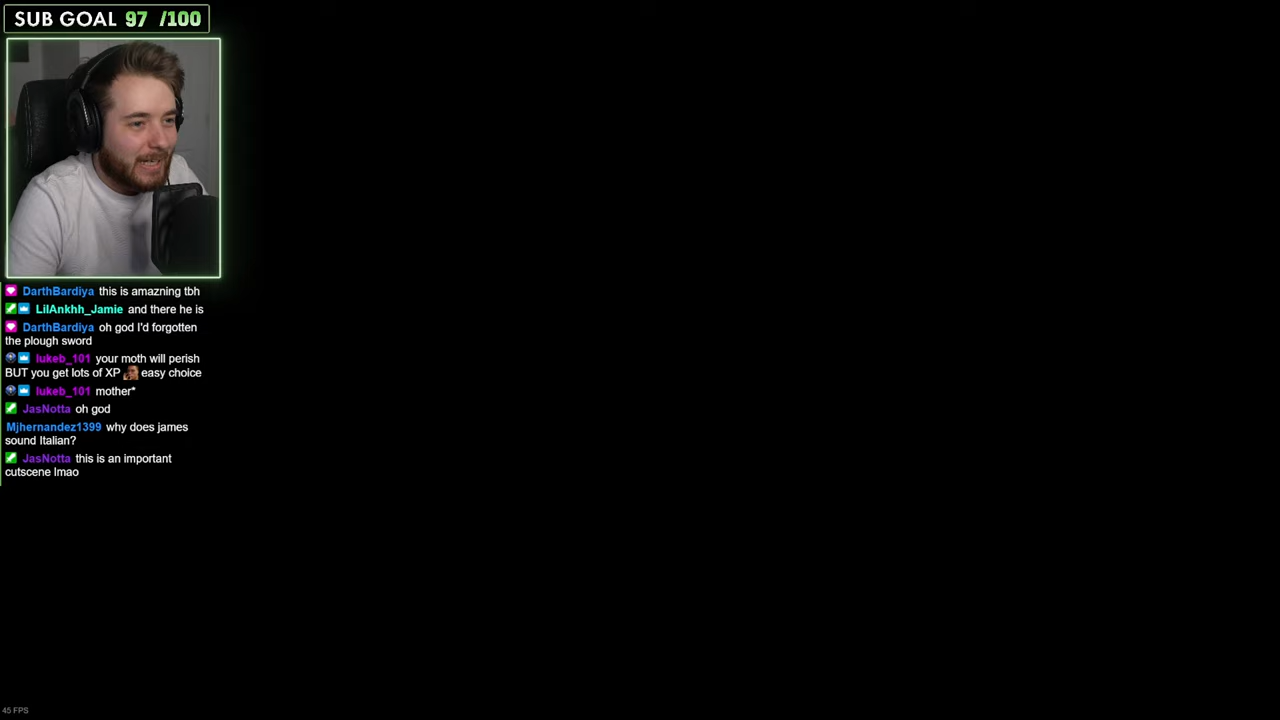 SUB GOAL 97 /100
DarthBardiya this is amazning tbh
LilAnkhh_Jamie and there he is
DarthBardiya oh god I'd forgotten
the plough sword
lukeb_101 your moth will perish
BUT you get lots of XP easy choice
lukeb_101 mother*
JasNotta oh god
Mjhernandez1399 why does james
sound Italian?
JasNotta this is an important
cutscene lmao
45 FPS